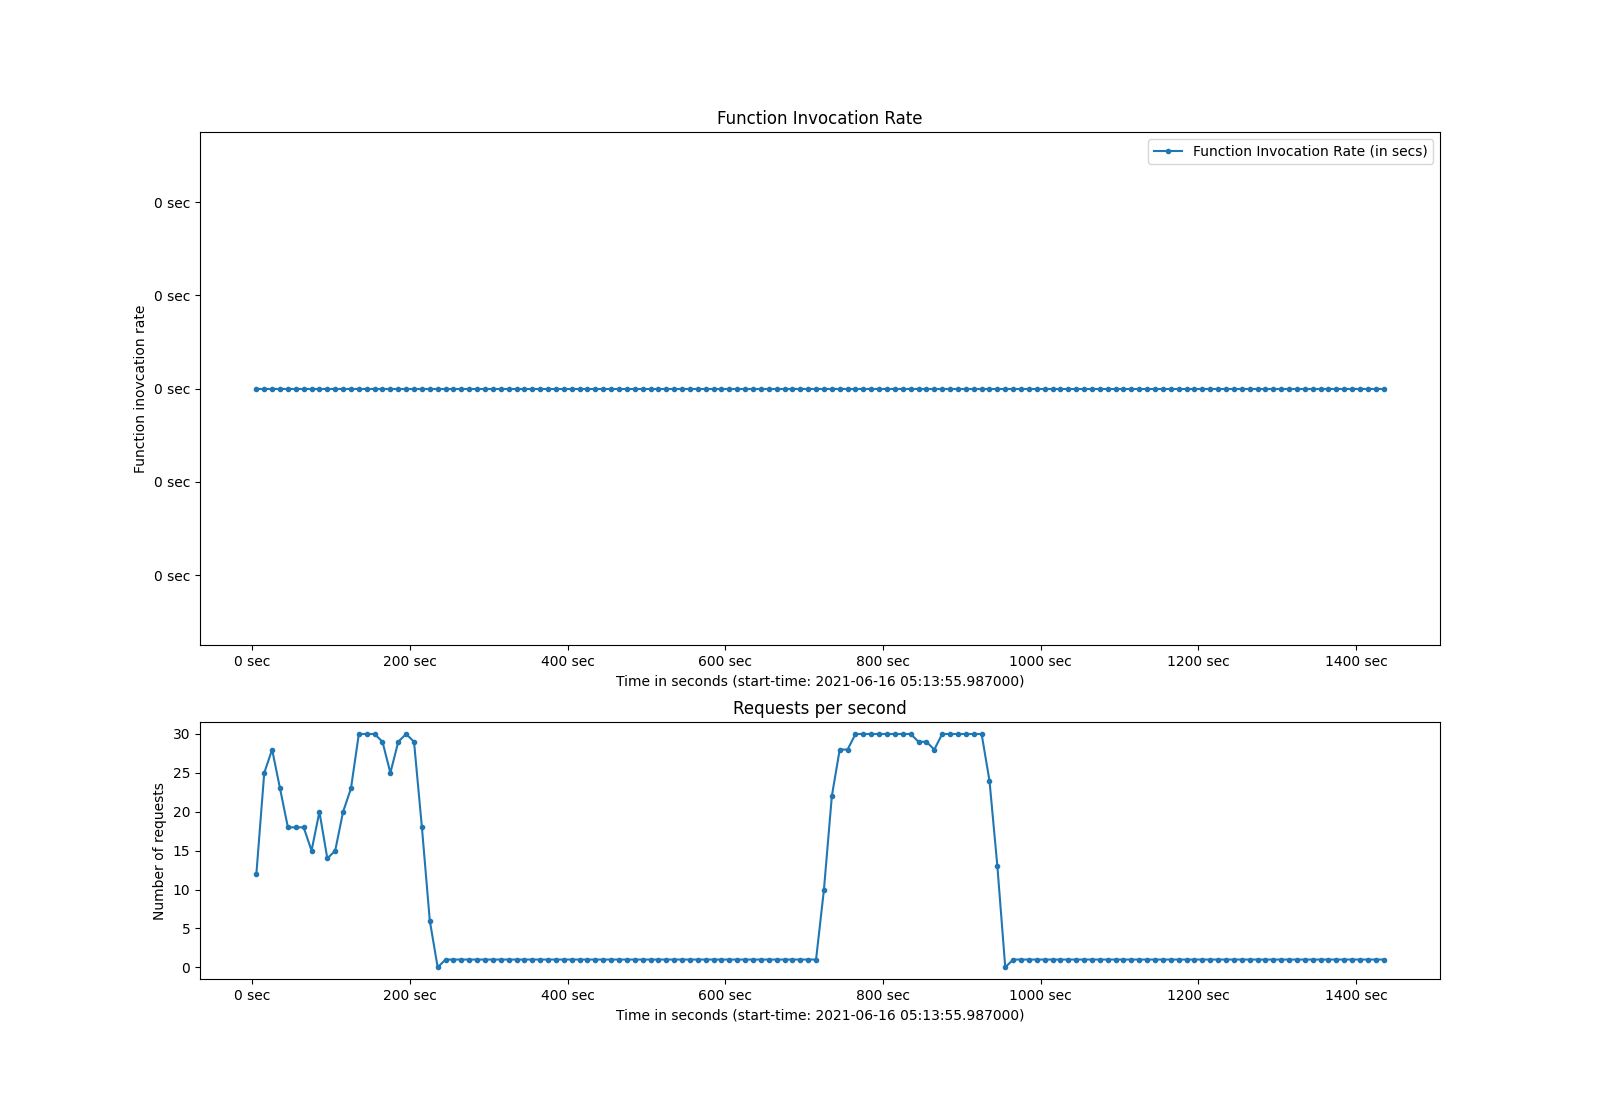 Function Invocation Rate
Function Invocation Rate (in secs)
0 sec
0 sec
0 sec
0 sec
0 sec
Function inovcation rate
0 sec 200 sec 400 sec 600 sec 800 sec 1000 sec 1200 sec 1400 sec
Time in seconds (start-time: 2021-06-16 05:13:55.987000)
Requests per second
30
25
20
15
10
5
0
Number of requests
0 sec 200 sec 400 sec 600 sec 800 sec 1000 sec 1200 sec 1400 sec
Time in seconds (start-time: 2021-06-16 05:13:55.987000)